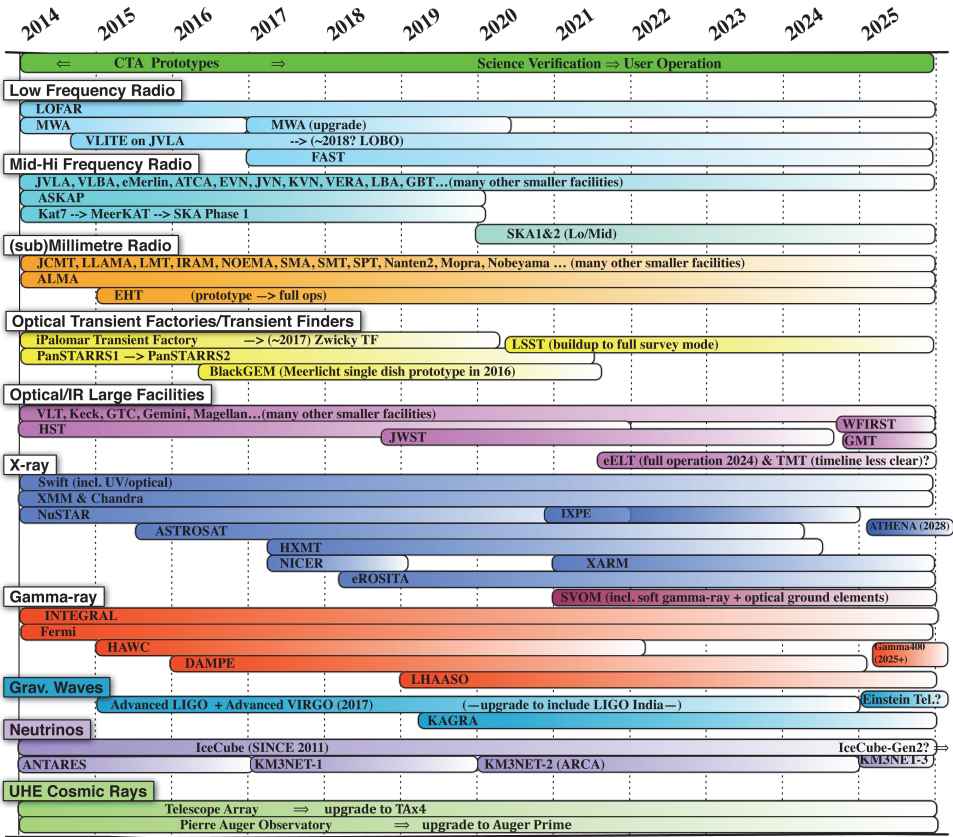 2014 2015 2016 2017 2018 2019 2020 2021 2022 2023 2024 2025
⇐ CTA Prototypes ⇒ Science Verification ⇒ User Operation
Low Frequency Radio
LOFAR
MWA MWA (upgrade)
VLITE on JVLA --> (~2018? LOBO)
FAST
Mid-Hi Frequency Radio
JVLA, VLBA, eMerlin, ATCA, EVN, JVN, KVN, VERA, LBA, GBT…(many other smaller facilities)
ASKAP
Kat7 --> MeerKAT --> SKA Phase 1
SKA1&2 (Lo/Mid)
(sub)Millimetre Radio
JCMT, LLAMA, LMT, IRAM, NOEMA, SMA, SMT, SPT, Nanten2, Mopra, Nobeyama … (many other smaller facilities)
ALMA
EHT (prototype —> full ops)
Optical Transient Factories/Transient Finders
iPalomar Transient Factory —> (~2017) Zwicky TF
LSST (buildup to full survey mode)
PanSTARRS1 —> PanSTARRS2
BlackGEM (Meerlicht single dish prototype in 2016)
Optical/IR Large Facilities
VLT, Keck, GTC, Gemini, Magellan…(many other smaller facilities)
WFIRST
HST
JWST
GMT
eELT (full operation 2024) & TMT (timeline less clear)?
X-ray
Swift (incl. UV/optical)
XMM & Chandra
NuSTAR IXPE
ATHENA (2028)
ASTROSAT
HXMT
NICER XARM
eROSITA
SVOM (incl. soft gamma-ray + optical ground elements)
Gamma-ray
INTEGRAL
Fermi
HAWC
Gamma400
(2025+)
DAMPE
LHAASO
Grav. Waves
Einstein Tel.?
Advanced LIGO + Advanced VIRGO (2017) (—upgrade to include LIGO India—)
KAGRA
Neutrinos
IceCube (SINCE 2011) IceCube-Gen2? ⇒
ANTARES KM3NET-1 KM3NET-2 (ARCA) KM3NET-3
UHE Cosmic Rays
Telescope Array ⇒ upgrade to TAx4
Pierre Auger Observatory ⇒ upgrade to Auger Prime